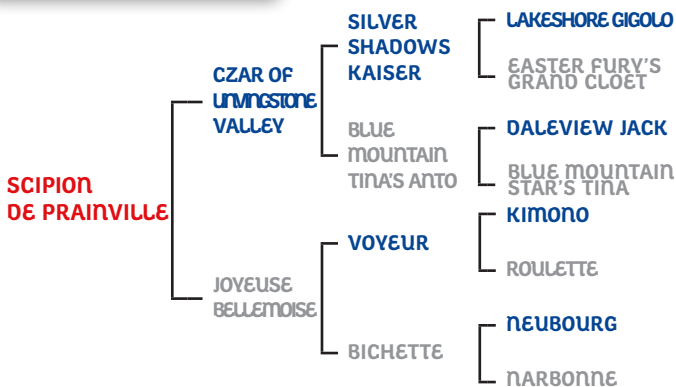 SCIPION
DE PRAINVILLE
CZAR OF
VALLEY
JOYEUSE
BELLEMOISE
SILVER
SHADOWS
KAISER
BLUE
MOUNTAIN
TINA'S ANTO
VOYEUR
BICHETTE
LAKESHORE GIGOLO
EASTER FURY'S
GRAND CLOET
DALEVIEW JACK
BLUE MOUNTAIN
STAR'S TINA
KIMONO
ROULETTE
NEUBOURG
NARBONNE